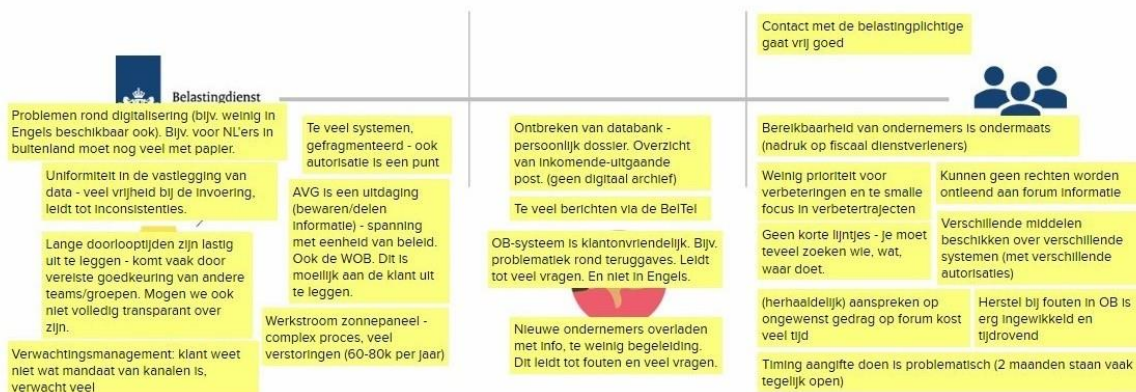 Contact met de belastingplichtige
gaat vrij goed
Belastingdienst
Problemen rond digitalisering (bijv. weinig in
Engels beschikbaar ook). Bijv. voor NL'ers in
buitenland moet nog veel met papier.
Uniformiteit in de vastlegging van
data - veel vrijheid bij de invoering,
leidt tot inconsistenties.
Lange doorlooptijden zijn lastig
uit te leggen - komt vaak door
vereiste goedkeuring van andere
teams/groepen. Mogen we ook
niet volledig transparant over
zijn.
Verwachtingsmanagement: klant weet
niet wat mandaat van kanalen is,
verwacht veel
Te veel systemen,
gefragmenteerd - ook
autorisatie is een punt
AVG is een uitdaging
(bewaren/delen
informatie) - spanning
met eenheid van beleid.
Ook de WOB. Dit is
moeilijk aan de klant uit
te leggen.
Werkstroom zonnepaneel -
complex proces, veel
verstoringen (60-80k per jaar)
Ontbreken van databank -
persoonlijk dossier. Overzicht
van inkomende-uitgaande
post. (geen digitaal archief)
Te veel berichten via de BelTel
OB-systeem is klantonvriendelijk. Bijv.
problematiek rond teruggaves. Leidt
tot veel vragen. En niet in Engels.
Nieuwe ondernemers overladen
met info, te weinig begeleiding.
Dit leidt tot fouten en veel vragen.
Bereikbaarheid van ondernemers is ondermaats
(nadruk op fiscaal dienstverleners)
Weinig prioriteit voor
verbeteringen en te smalle
focus in verbetertrajecten
Kunnen geen rechten worden
ontleend aan forum informatie
Geen korte lijntjes - je moet
teveel zoeken wie, wat,
waar doet.
Verschillende middelen
beschikken over verschillende
systemen (met verschillende
autorisaties)
(herhaaldelijk) aanspreken op
ongewenst gedrag op forum kost
veel tijd
Herstel bij fouten in OB is
erg ingewikkeld en
tijdrovend
Timing aangifte doen is problematisch (2 maanden staan vaak
tegelijk open)